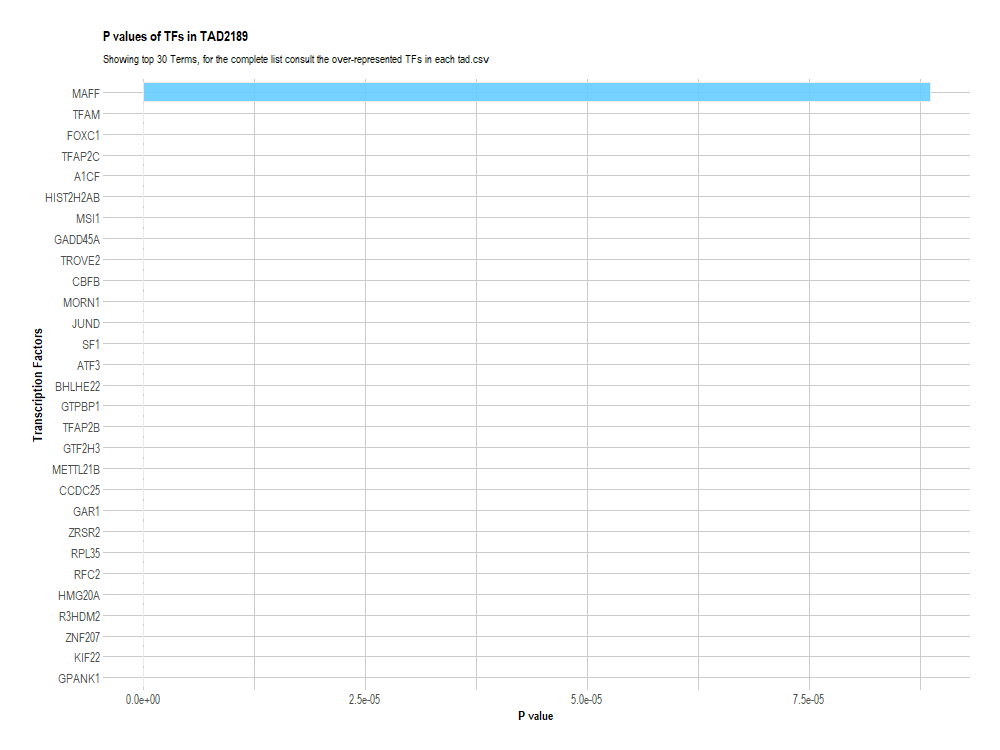 P values of TFs in TAD2189
Showing top 30 Terms, for the complete list consult the over-represented TFs in each tad.csv
MAFF
TFAM
FOXC1
TFAP2C
A1CF
HIST2H2AB
MSI1
GADD45A
TROVE2
CBFB
MORN1
JUND
SF1
ATF3
BHLHE22
GTPBP1
TFAP2B
GTF2H3
METTL21B
CCDC25
GAR1
ZRSR2
RPL35
RFC2
HMG20A
R3HDM2
ZNF207
KIF22
GPANK1
Transcription Factors
0.0e+00 2.5e-05 5.0e-05 7.5e-05
P value